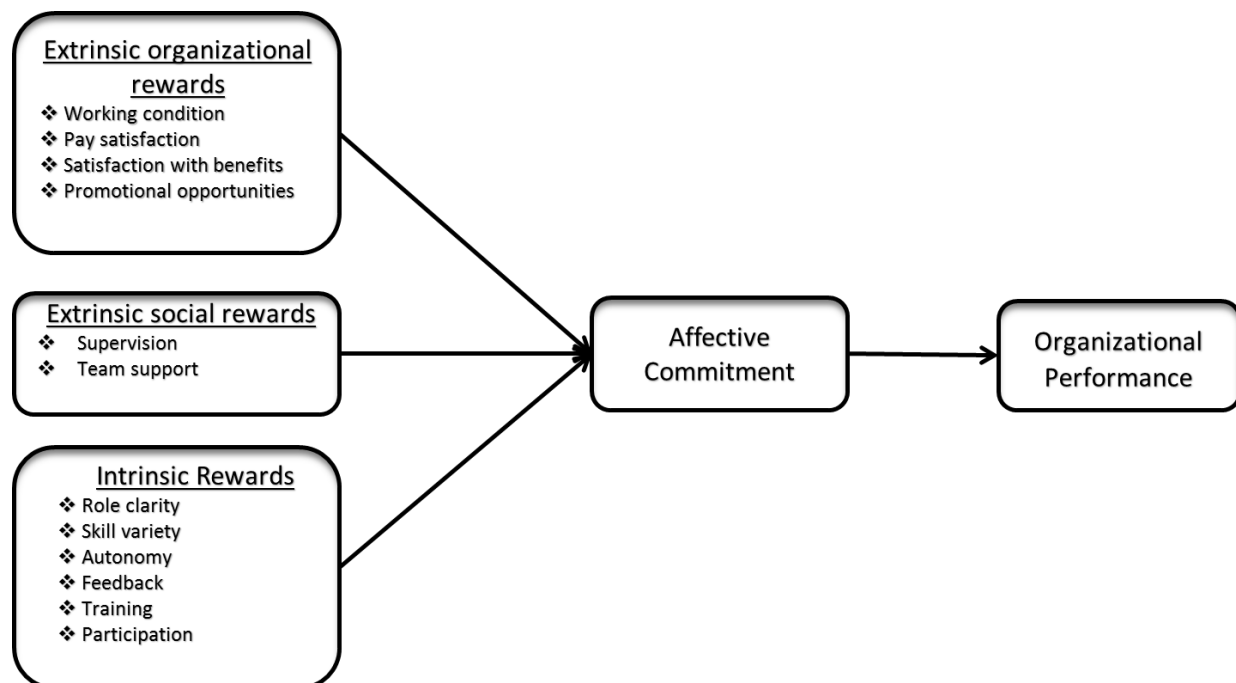 Extrinsic organizational
rewards
❖ Working condition
❖ Pay satisfaction
❖ Satisfaction with benefits
❖ Promotional opportunities
Extrinsic social rewards
❖ Supervision
❖ Team support
Intrinsic Rewards
❖ Role clarity
❖ Skill variety
❖ Autonomy
❖ Feedback
❖ Training
❖ Participation
Affective
Commitment
Organizational
Performance